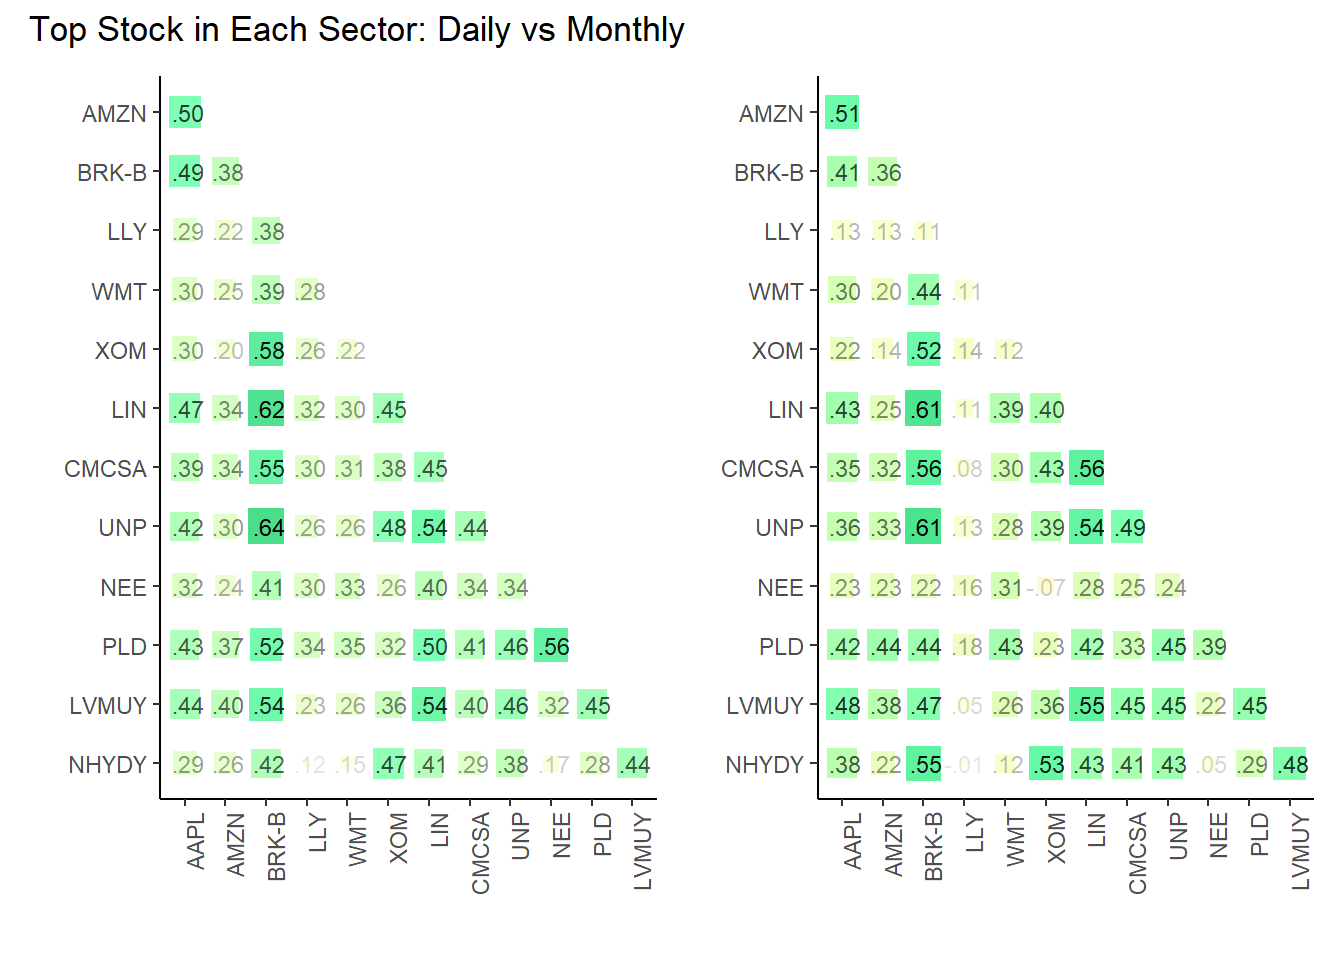 Top Stock in Each Sector: Daily vs Monthly
AMZN .50
BRK-B .49 .38
LLY .29 .22 .38
WMT .30 .25 .39 .28
XOM .30 .20 .58 .26 .22
LIN .47 .34 .62 .32 .30 .45
CMCSA .39 .34 .55 .30 .31 .38 .45
UNP .42 .30 .64 .26 .26 .48 .54 .44
NEE .32 .24 .41 .30 .33 .26 .40 .34 .34
PLD .43 .37 .52 .34 .35 .32 .50 .41 .46 .56
LVMUY .44 .40 .54 .23 .26 .36 .54 .40 .46 .32 .45
NHYDY .29 .26 .42 .12 .15 .47 .41 .29 .38 .17 .28 .44
AAPL AMZN BRK-B LLY WMT XOM LIN CMCSA UNP NEE PLD LVMUY
AMZN .51
BRK-B .41 .36
LLY .13 .13 .11
WMT .30 .20 .44 .11
XOM .22 .14 .52 .14 .12
LIN .43 .25 .61 .11 .39 .40
CMCSA .35 .32 .56 .08 .30 .43 .56
UNP .36 .33 .61 .13 .28 .39 .54 .49
NEE .23 .23 .22 .16 .31 -.07 .28 .25 .24
PLD .42 .44 .44 .18 .43 .23 .42 .33 .45 .39
LVMUY .48 .38 .47 .05 .26 .36 .55 .45 .45 .22 .45
NHYDY .38 .22 .55 -.01 .12 .53 .43 .41 .43 .05 .29 .48
AAPL AMZN BRK-B LLY WMT XOM LIN CMCSA UNP NEE PLD LVMUY